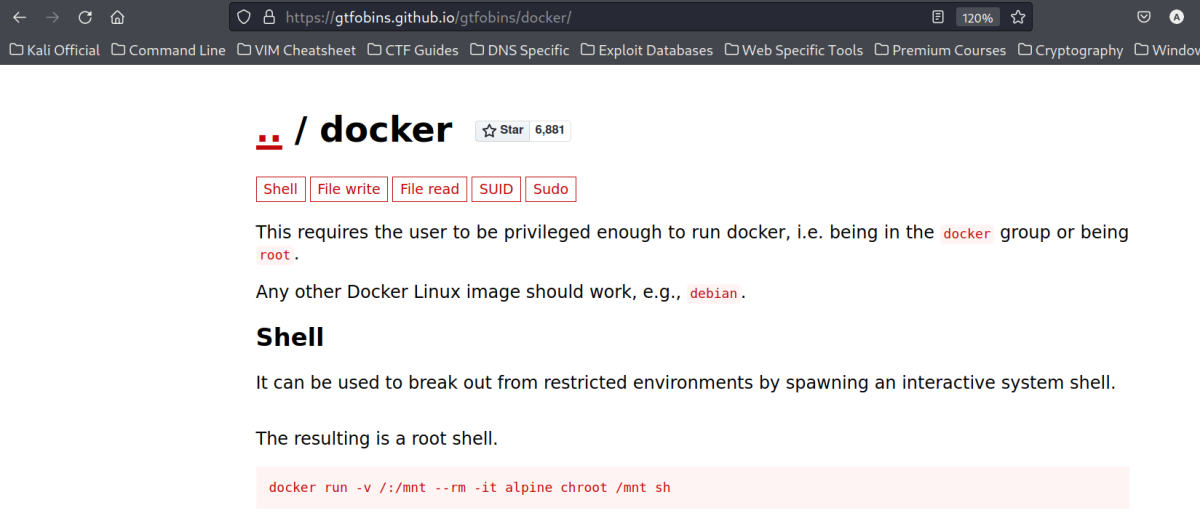 https://gtfobins.github.io/gtfobins/docker/
120%
A
Kali Official Command Line VIM Cheatsheet CTF Guides DNS Specific Exploit Databases Web Specific Tools Premium Courses Cryptography Window
.. / docker Star 6,881
Shell File write File read SUID Sudo
This requires the user to be privileged enough to run docker, i.e. being in the docker group or being
root.
Any other Docker Linux image should work, e.g., debian.
Shell
It can be used to break out from restricted environments by spawning an interactive system shell.
The resulting is a root shell.
docker run -v /:/mnt --rm -it alpine chroot /mnt sh